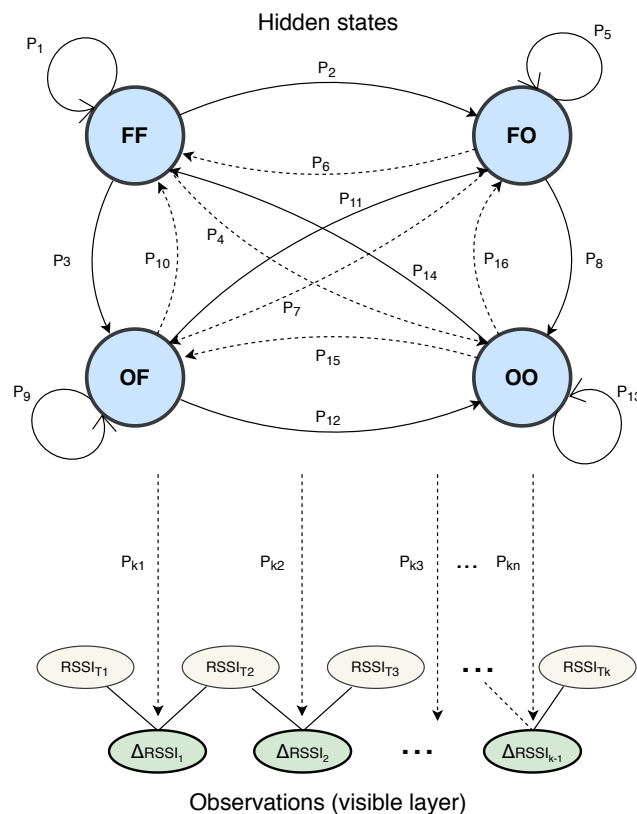 Hidden states
P1
P5
P2
FF
FO
P6
P11
P3
P10
P4
P14
P16
P8
P7
P15
OF
OO
P9
P12
P13
Pk1
Pk2
Pk3
...
Pkn
RSSIT1
RSSIT2
RSSIT3
...
RSSITk
ΔRSSI1
ΔRSSI2
...
ΔRSSIk-1
Observations (visible layer)